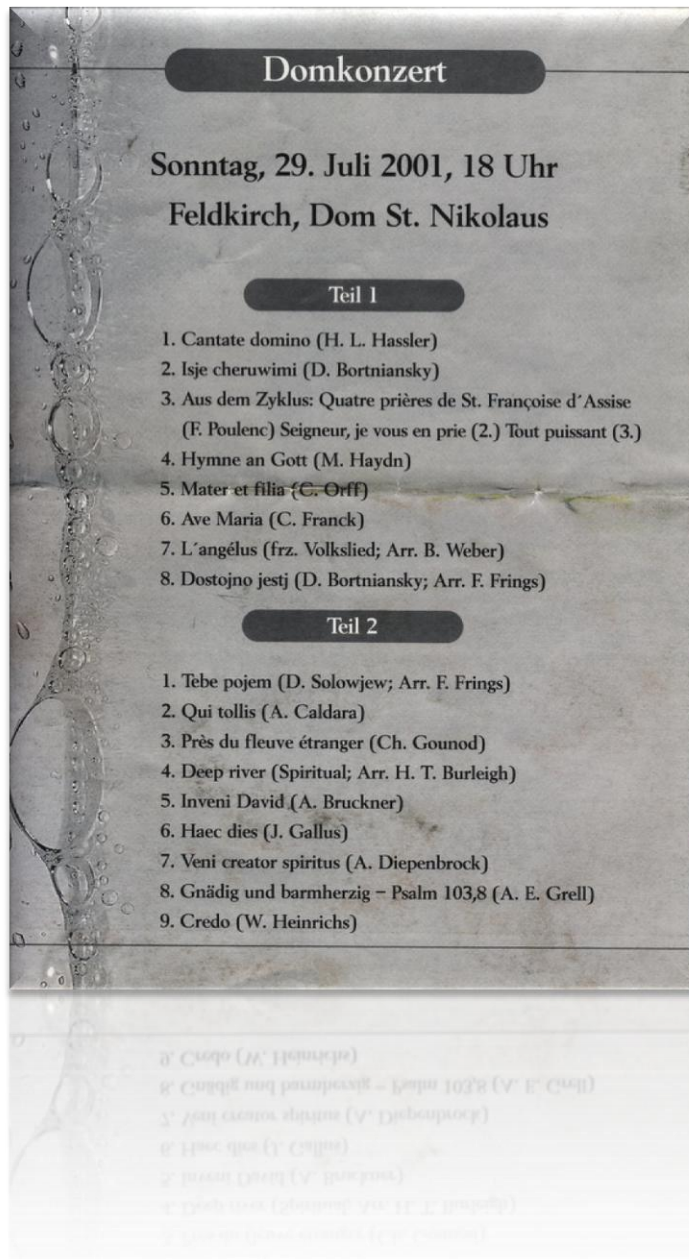 Domkonzert
Sonntag, 29. Juli 2001, 18 Uhr
Feldkirch, Dom St. Nikolaus
Teil 1
1. Cantate domino (H. L. Hassler)
2. Isje cheruwimi (D. Bortniansky)
3. Aus dem Zyklus: Quatre prières de St. Françoise d´Assise
(F. Poulenc) Seigneur, je vous en prie (2.) Tout puissant (3.)
4. Hymne an Gott (M. Haydn)
5. Mater et filia (C. Orff)
6. Ave Maria (C. Franck)
7. L´angélus (frz. Volkslied; Arr. B. Weber)
8. Dostojno jestj (D. Bortniansky; Arr. F. Frings)
Teil 2
1. Tebe pojem (D. Solowjew; Arr. F. Frings)
2. Qui tollis (A. Caldara)
3. Près du fleuve étranger (Ch. Gounod)
4. Deep river (Spiritual; Arr. H. T. Burleigh)
5. Inveni David (A. Bruckner)
6. Haec dies (J. Gallus)
7. Veni creator spiritus (A. Diepenbrock)
8. Gnädig und barmherzig – Psalm 103,8 (A. E. Grell)
9. Credo (W. Heinrichs)